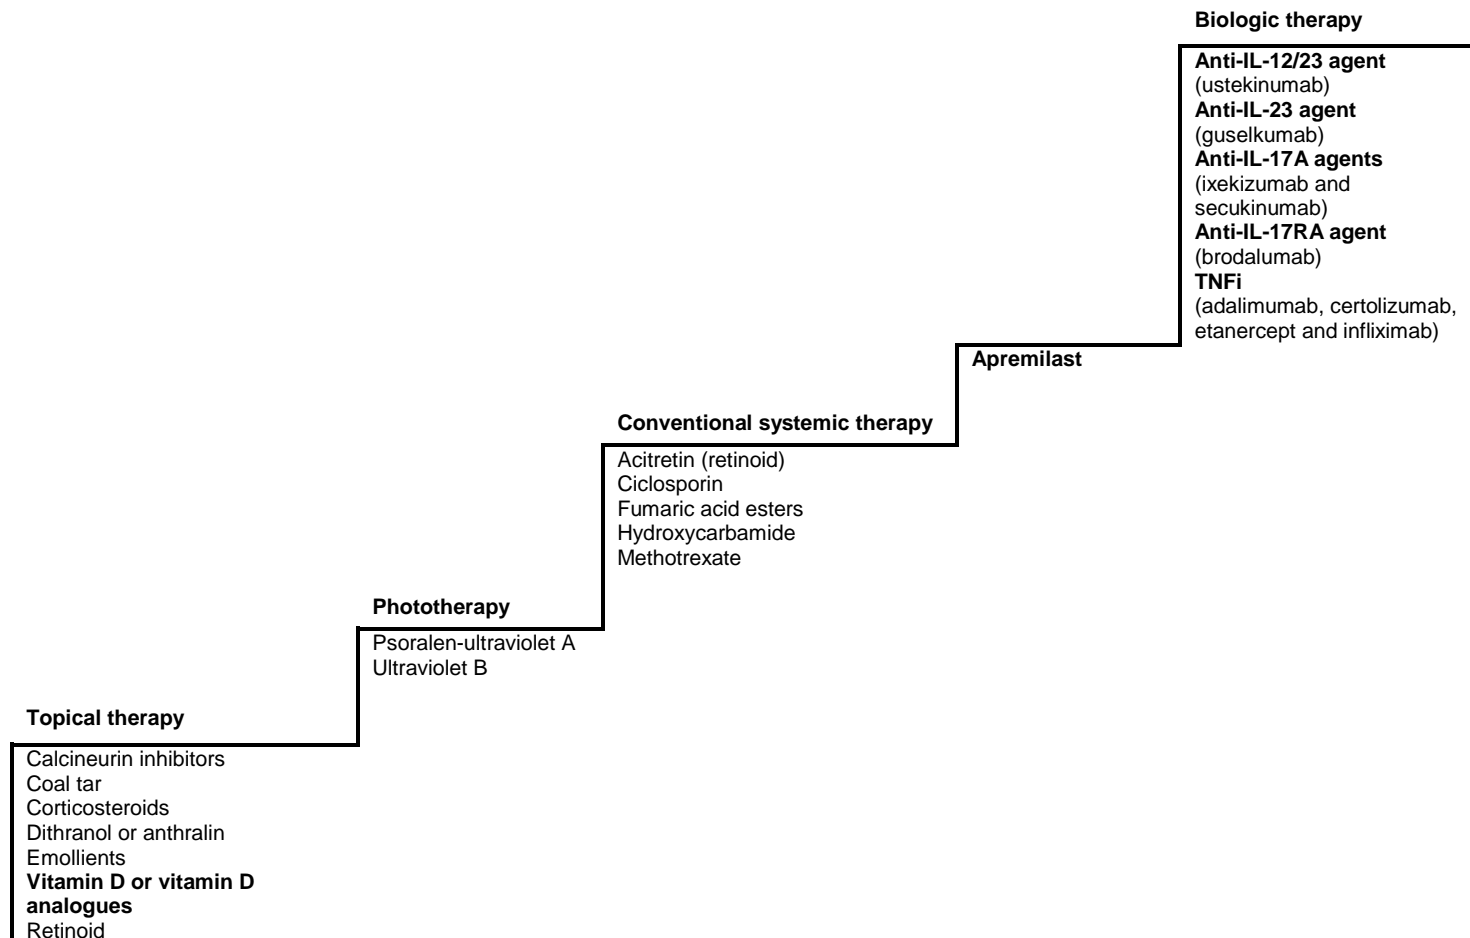 Biologic therapy
Anti-IL-12/23 agent
(ustekinumab)
Anti-IL-23 agent
(guselkumab)
Anti-IL-17A agents
(ixekizumab and
secukinumab)
Anti-IL-17RA agent
(brodalumab)
TNFi
(adalimumab, certolizumab,
etanercept and infliximab)
Apremilast
Conventional systemic therapy
Acitretin (retinoid)
Ciclosporin
Fumaric acid esters
Hydroxycarbamide
Methotrexate
Phototherapy
Psoralen-ultraviolet A
Ultraviolet B
Topical therapy
Calcineurin inhibitors
Coal tar
Corticosteroids
Dithranol or anthralin
Emollients
Vitamin D or vitamin D
analogues
Retinoid